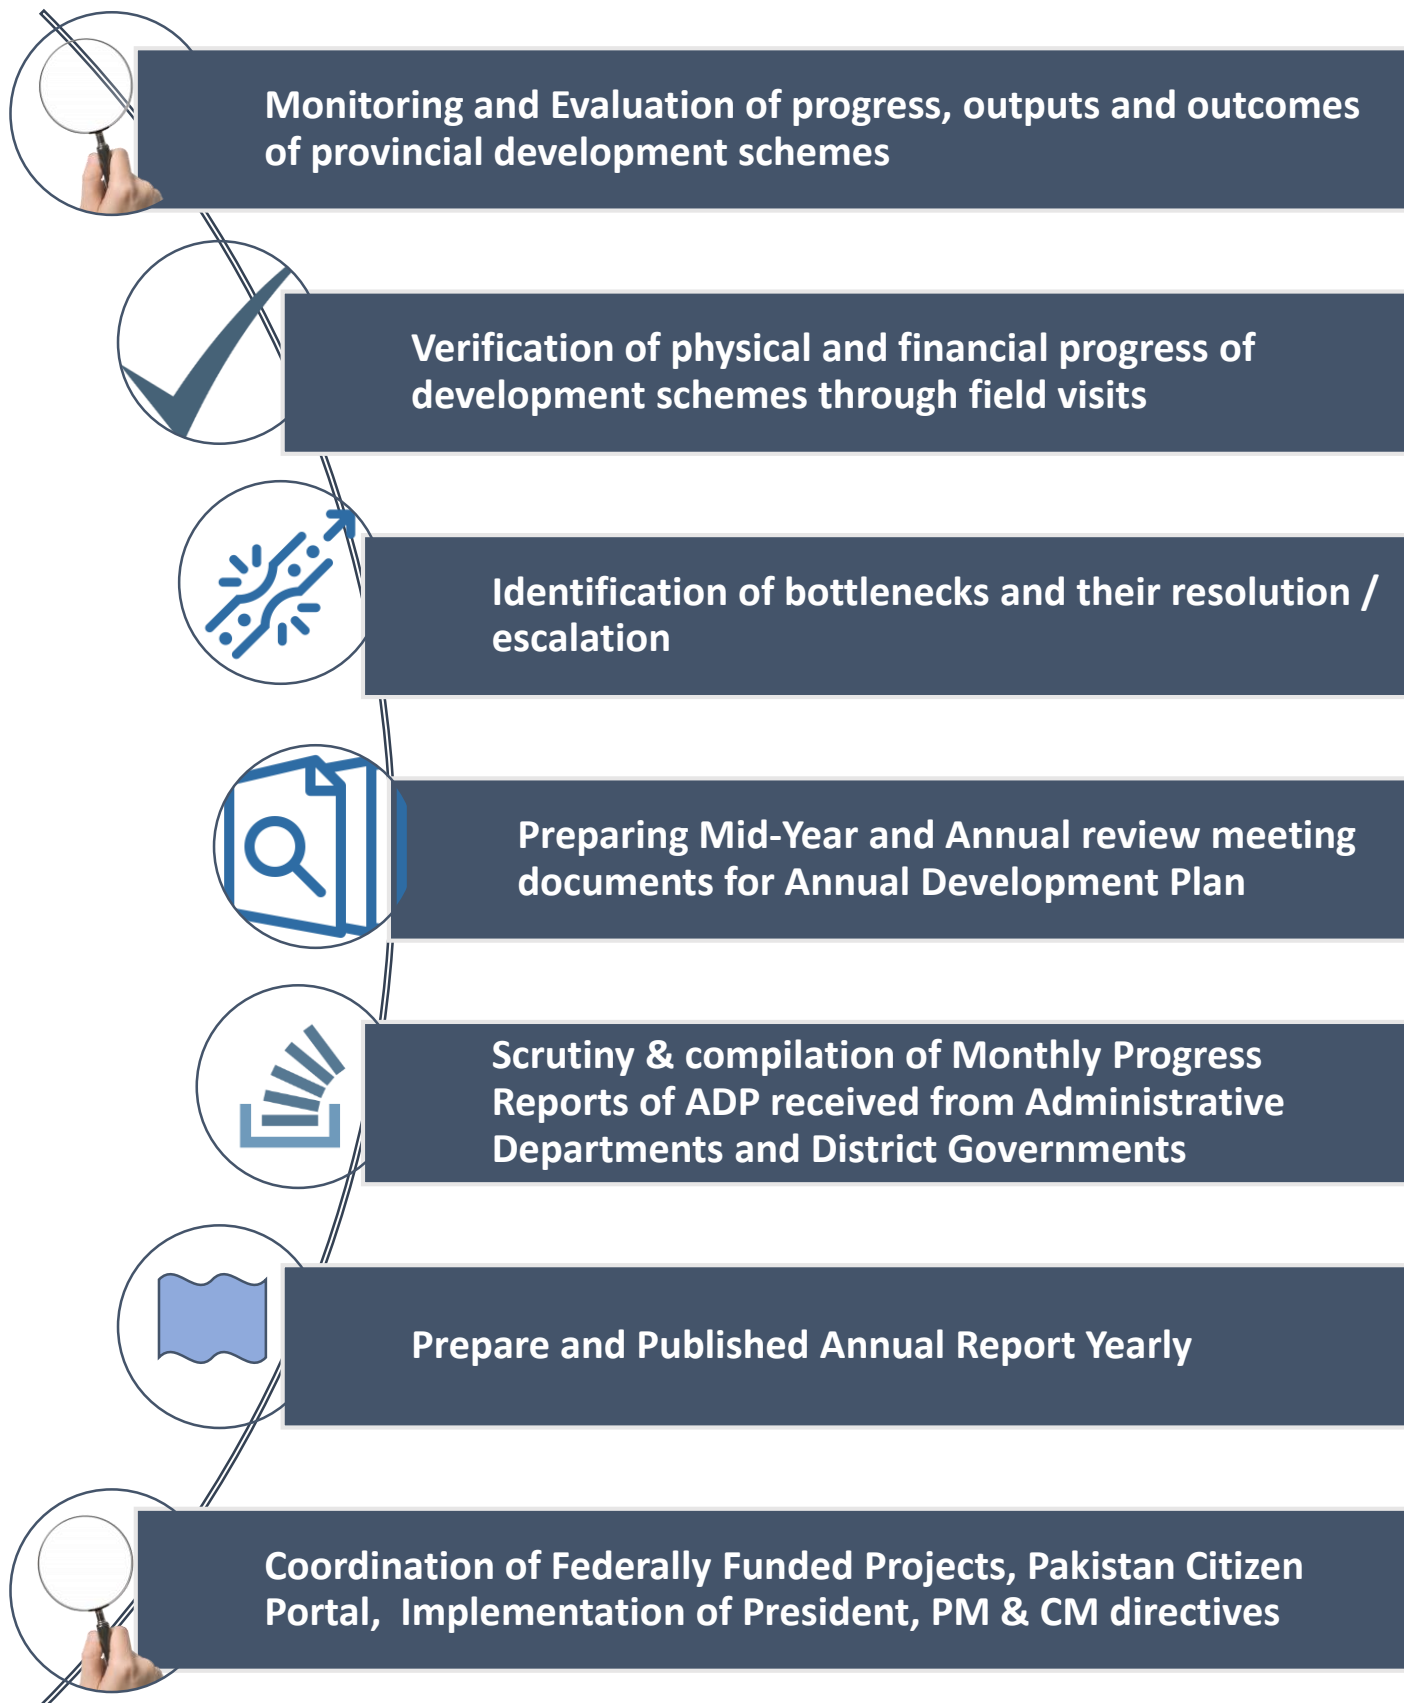 Monitoring and Evaluation of progress, outputs and outcomes
of provincial development schemes
Verification of physical and financial progress of
development schemes through field visits
Identification of bottlenecks and their resolution /
escalation
Preparing Mid-Year and Annual review meeting
documents for Annual Development Plan
Scrutiny & compilation of Monthly Progress
Reports of ADP received from Administrative
Departments and District Governments
Prepare and Published Annual Report Yearly
Coordination of Federally Funded Projects, Pakistan Citizen
Portal,  Implementation of President, PM & CM directives